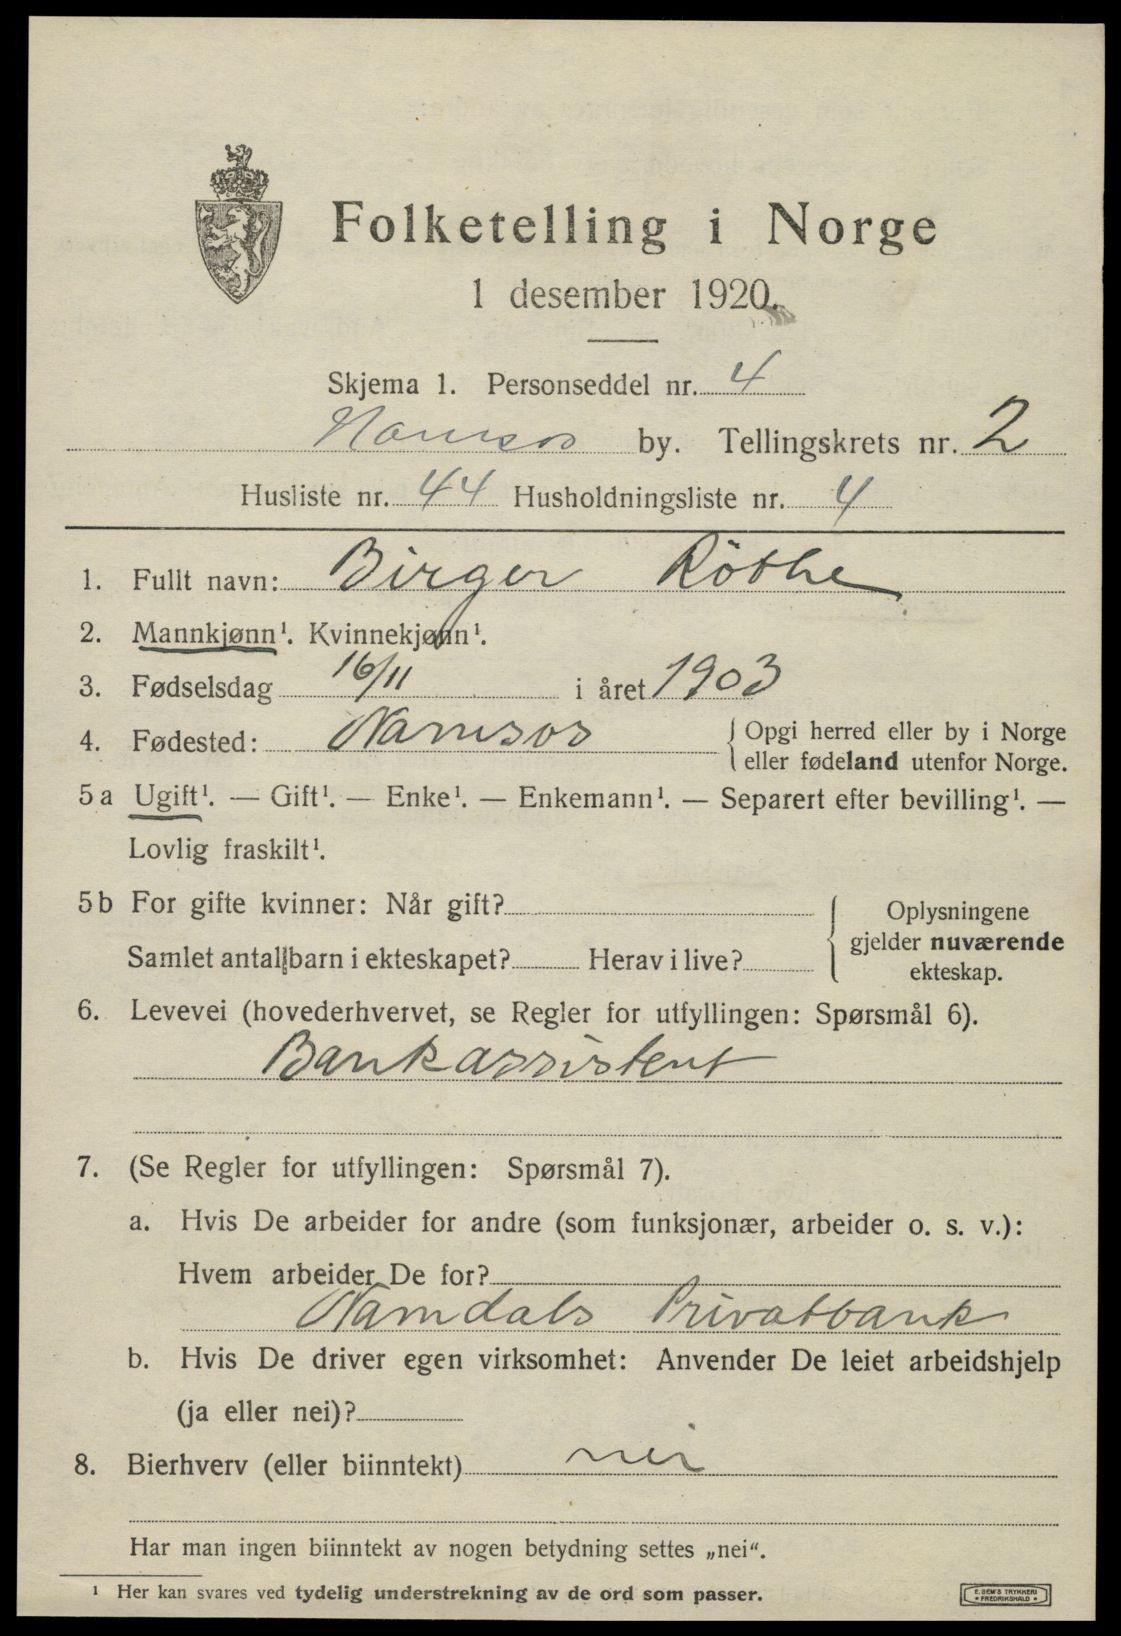 Folketelling i Norge
1 desember 1920.
Skjema 1. Personseddel nr. 4
Namsos by. Tellingskrets nr. 2
Husliste nr. 44 Husholdningsliste nr. 4
1. Fullt navn: Birger Röthe
2. Mannkjønn¹. Kvinnekjønn¹.
3. Fødselsdag 16/11 i året 1903
4. Fødested: Namsos { Opgi herred eller by i Norge
eller fødeland utenfor Norge.
5 a Ugift¹. — Gift¹. — Enke¹. — Enkemann¹. — Separert efter bevilling¹. —
Lovlig fraskilt¹.
5 b For gifte kvinner: Når gift?
Samlet antall barn i ekteskapet? Herav i live?
Oplysningene
gjelder nuværende
ekteskap.
6. Levevei (hovederhvervet, se Regler for utfyllingen: Spørsmål 6).
Bankassistent
7. (Se Regler for utfyllingen: Spørsmål 7).
a. Hvis De arbeider for andre (som funksjonær, arbeider o. s. v.):
Hvem arbeider De for?
Namdals Privatbank
b. Hvis De driver egen virksomhet: Anvender De leiet arbeidshjelp
(ja eller nei)?
8. Bierhverv (eller biinntekt) nei
Har man ingen biinntekt av nogen betydning settes „nei“.
¹ Her kan svares ved tydelig understrekning av de ord som passer.
E. SEM'S TRYKKERI
* FREDRIKSHALD *